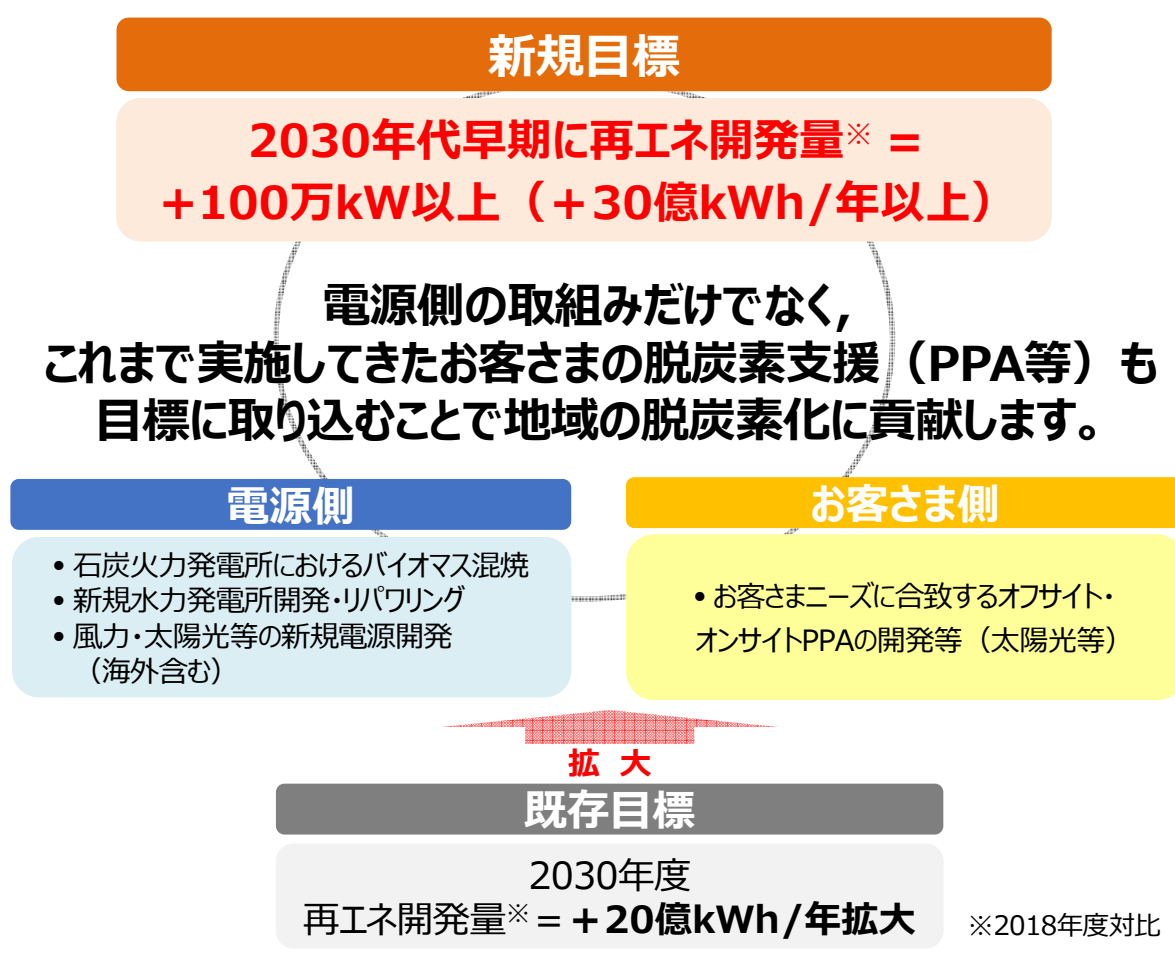 新規目標
2030年代早期に再エネ開発量※ =
+100万kW以上（+30億kWh/年以上）
電源側の取組みだけでなく,
これまで実施してきたお客さまの脱炭素支援（PPA等）も
目標に取り込むことで地域の脱炭素化に貢献します。
電源側
• 石炭火力発電所におけるバイオマス混焼
• 新規水力発電所開発・リパワリング
• 風力・太陽光等の新規電源開発
（海外含む）
お客さま側
• お客さまニーズに合致するオフサイト・
オンサイトPPAの開発等（太陽光等）
拡 大
既存目標
2030年度
再エネ開発量※＝＋20億kWh/年拡大
※2018年度対比